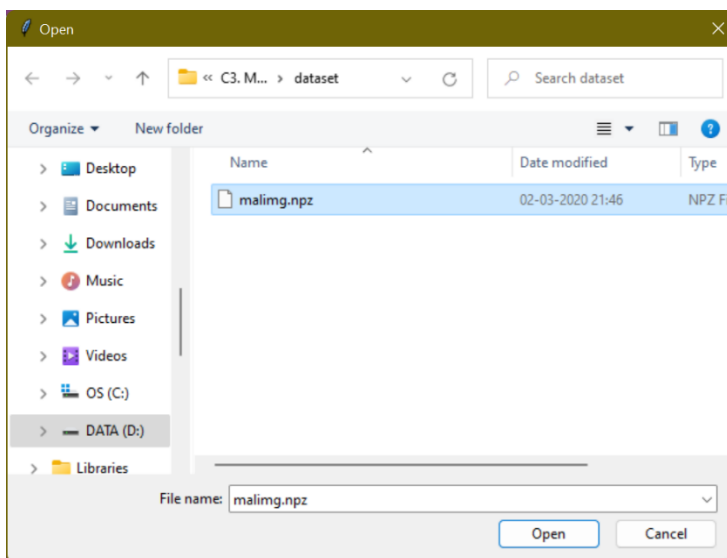 Open
« C3. M... > dataset
Search dataset
Organize
New folder
Name
Date modified
Type
Desktop
malimg.npz
02-03-2020 21:46
NPZ Fi
Documents
Downloads
Music
Pictures
Videos
OS (C:)
DATA (D:)
Libraries
File name: malimg.npz
Open
Cancel